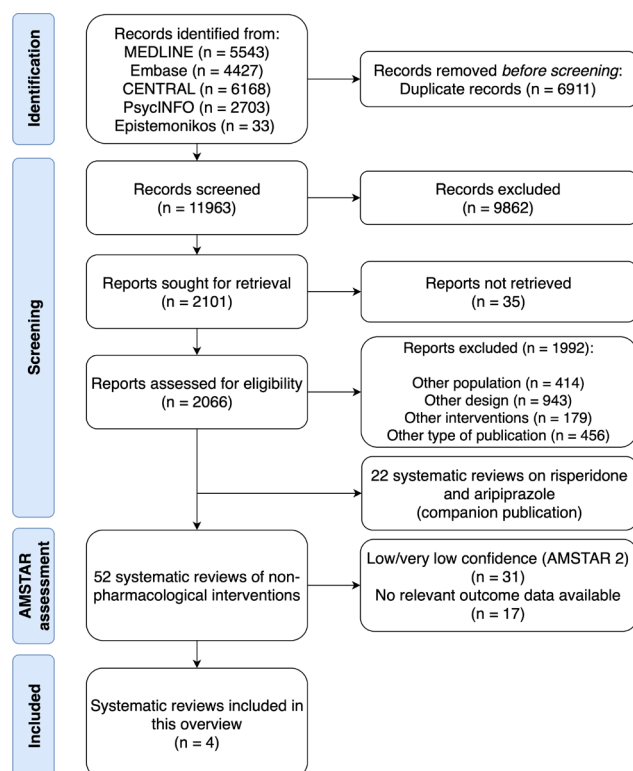 Identification
Records identified from:
MEDLINE (n = 5543)
Embase (n = 4427)
CENTRAL (n = 6168)
PsycINFO (n = 2703)
Epistemonikos (n = 33)
Records removed before screening:
Duplicate records (n = 6911)
Screening
Records screened
(n = 11963)
Records excluded
(n = 9862)
Reports sought for retrieval
(n = 2101)
Reports not retrieved
(n = 35)
Reports assessed for eligibility
(n = 2066)
Reports excluded (n = 1992):
Other population (n = 414)
Other design (n = 943)
Other interventions (n = 179)
Other type of publication (n = 456)
22 systematic reviews on risperidone
and aripiprazole
(companion publication)
AMSTAR
assessment
52 systematic reviews of non-
pharmacological interventions
Low/very low confidence (AMSTAR 2)
(n = 31)
No relevant outcome data available
(n = 17)
Included
Systematic reviews included in
this overview
(n = 4)